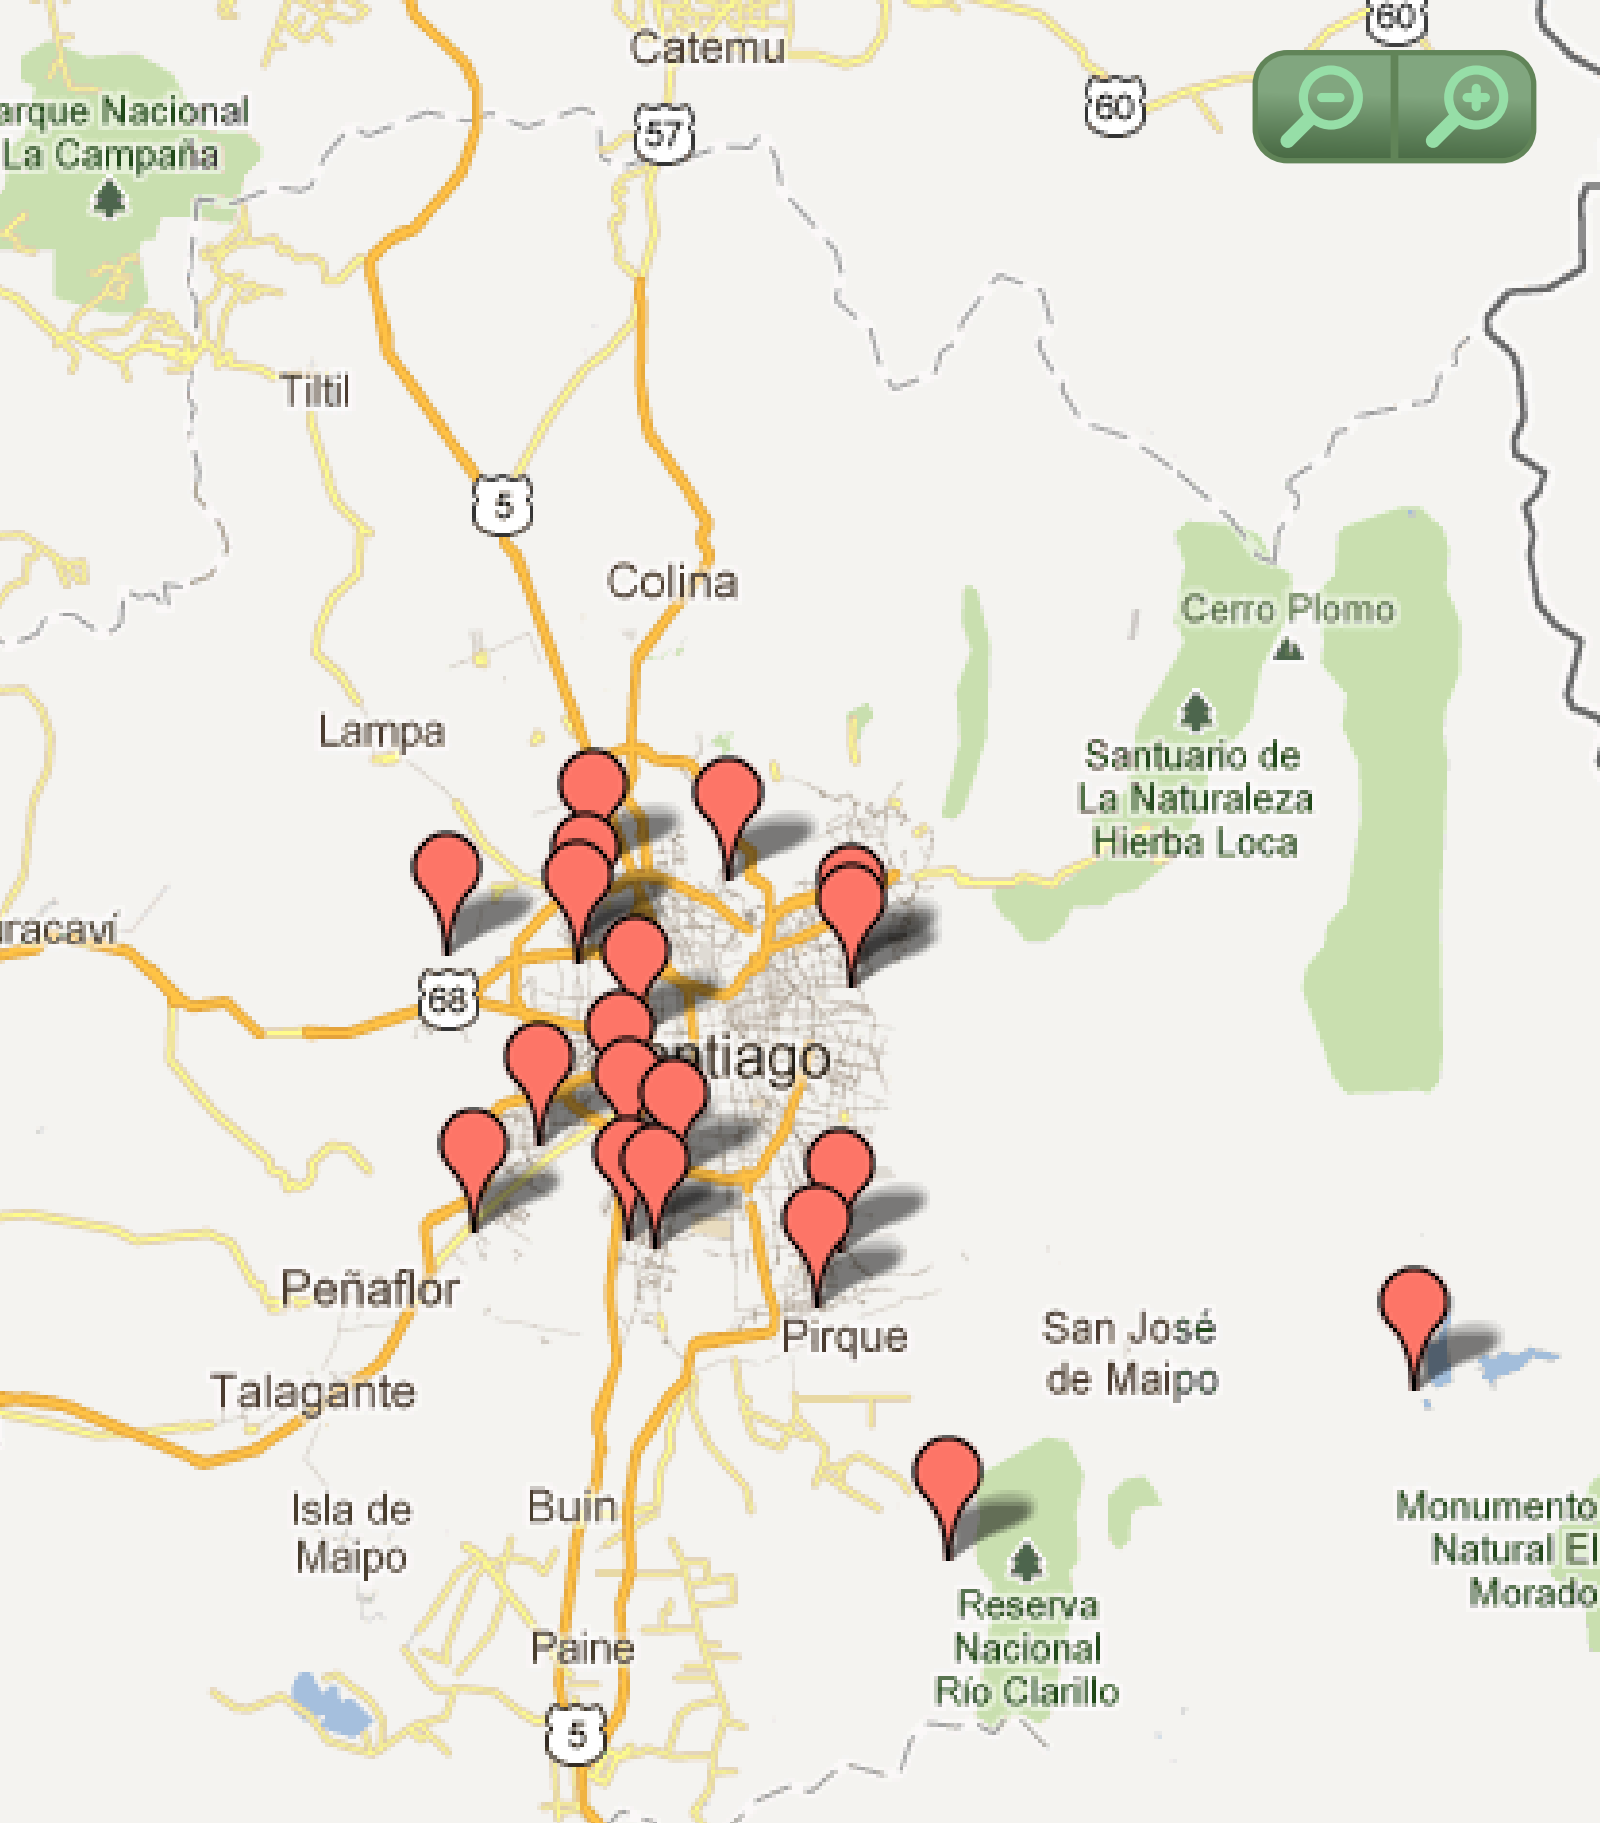 60
Catemu
57
60
arque Nacional
La Campaña
Tiltil
5
Colina
Cerro Plomo
Lampa
Santuario de
La Naturaleza
Hierba Loca
uracaví
68
ntiago
Peñaflor
Pirque
San José
de Maipo
Talagante
Isla de
Maipo
Buin
Monumento
Natural El
Morado
Reserva
Nacional
Río Clarillo
Paine
5